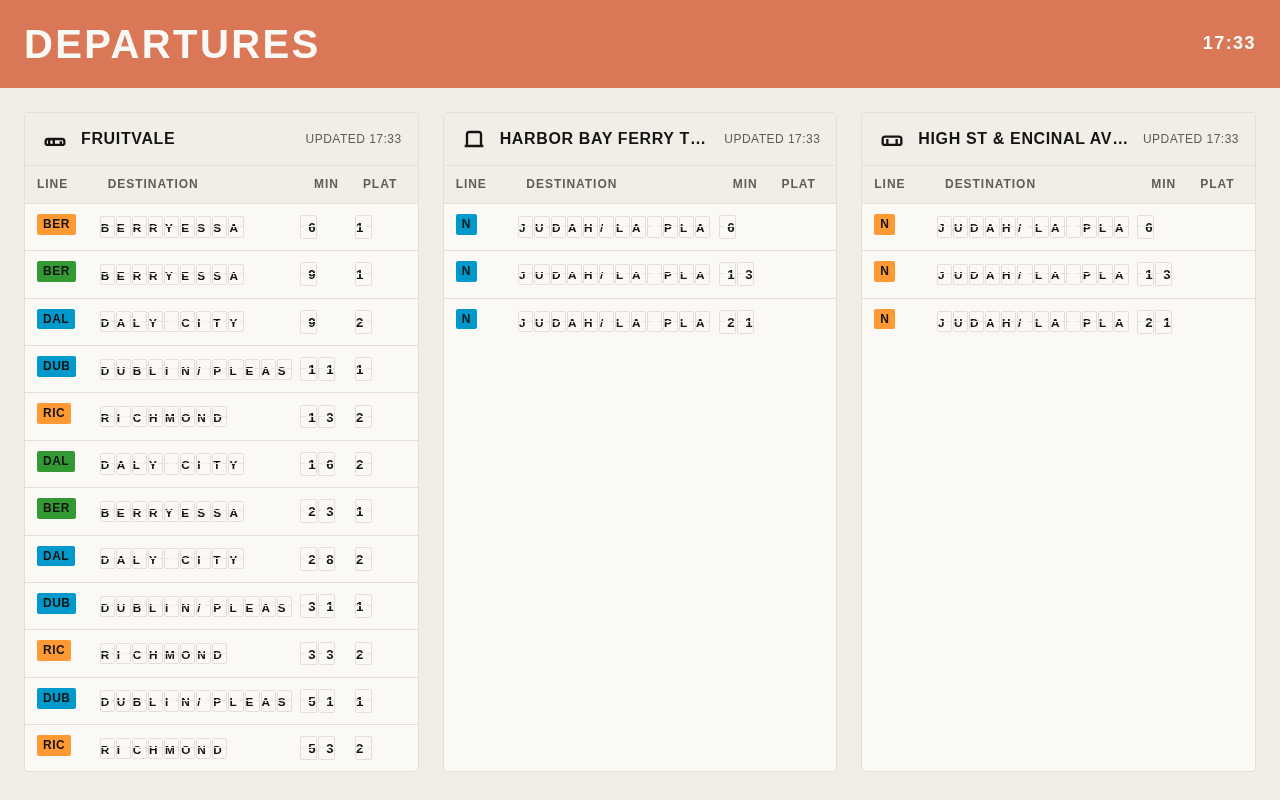 DEPARTURES 17:33
FRUITVALE UPDATED 17:33
LINE DESTINATION MIN PLAT
BER BERRYESSA 6 1
BER BERRYESSA 9 1
DAL DALY CITY 9 2
DUB DUBLIN/PLEAS 11 1
RIC RICHMOND 13 2
DAL DALY CITY 16 2
BER BERRYESSA 23 1
DAL DALY CITY 28 2
DUB DUBLIN/PLEAS 31 1
RIC RICHMOND 33 2
DUB DUBLIN/PLEAS 51 1
RIC RICHMOND 53 2
HARBOR BAY FERRY T... UPDATED 17:33
LINE DESTINATION MIN PLAT
N JUDAH/LA PLA 6
N JUDAH/LA PLA 13
N JUDAH/LA PLA 21
HIGH ST & ENCINAL AV... UPDATED 17:33
LINE DESTINATION MIN PLAT
N JUDAH/LA PLA 6
N JUDAH/LA PLA 13
N JUDAH/LA PLA 21